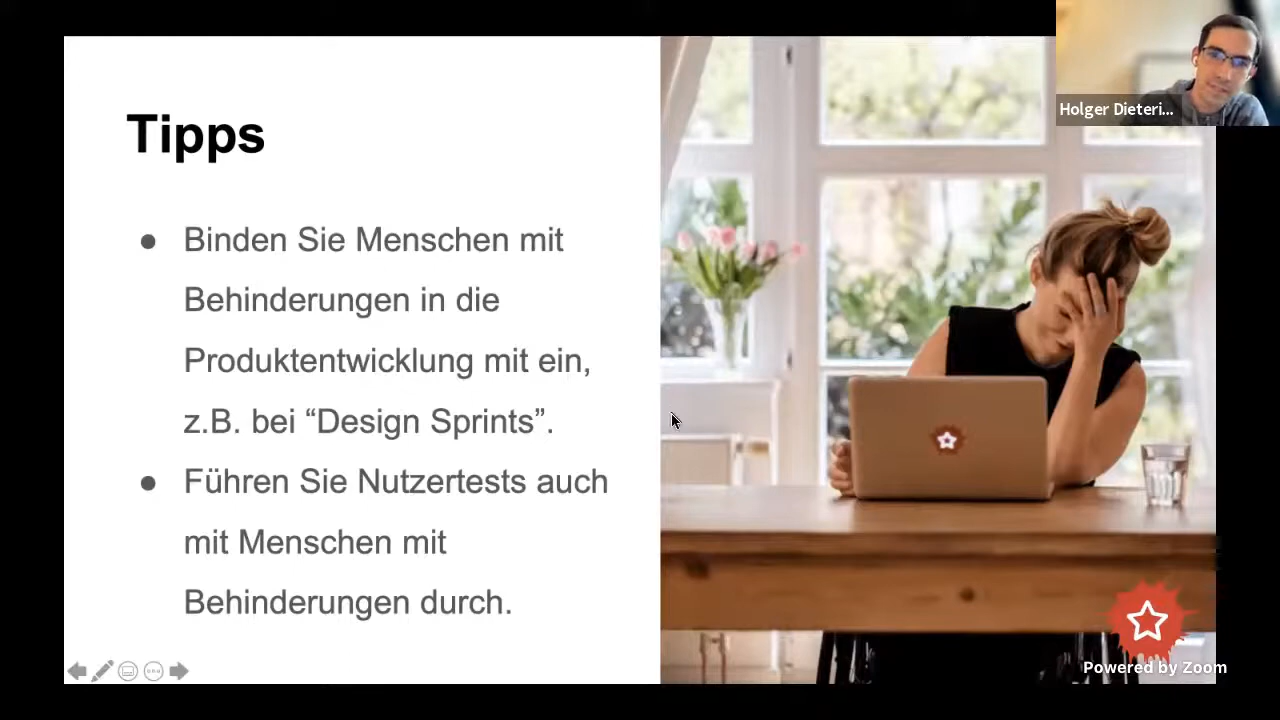 Tipps
● Binden Sie Menschen mit
Behinderungen in die
Produktentwicklung mit ein,
z.B. bei “Design Sprints”.
● Führen Sie Nutzertests auch
mit Menschen mit
Behinderungen durch.
Holger Dieteri...
Powered by Zoom